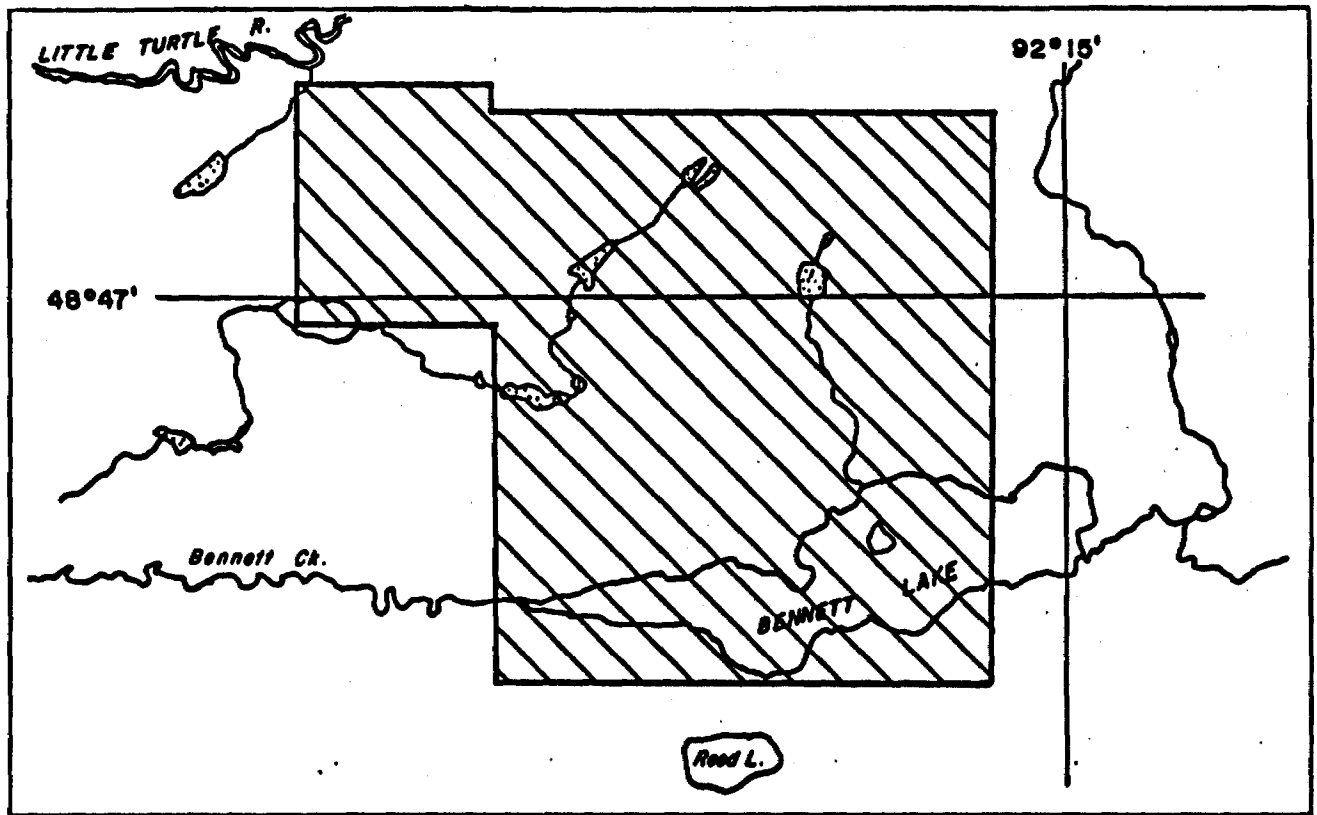 LITTLE TURTLE R.
92°15'
48°47'
Bennett Ck.
BENNETT LAKE
Reed L.